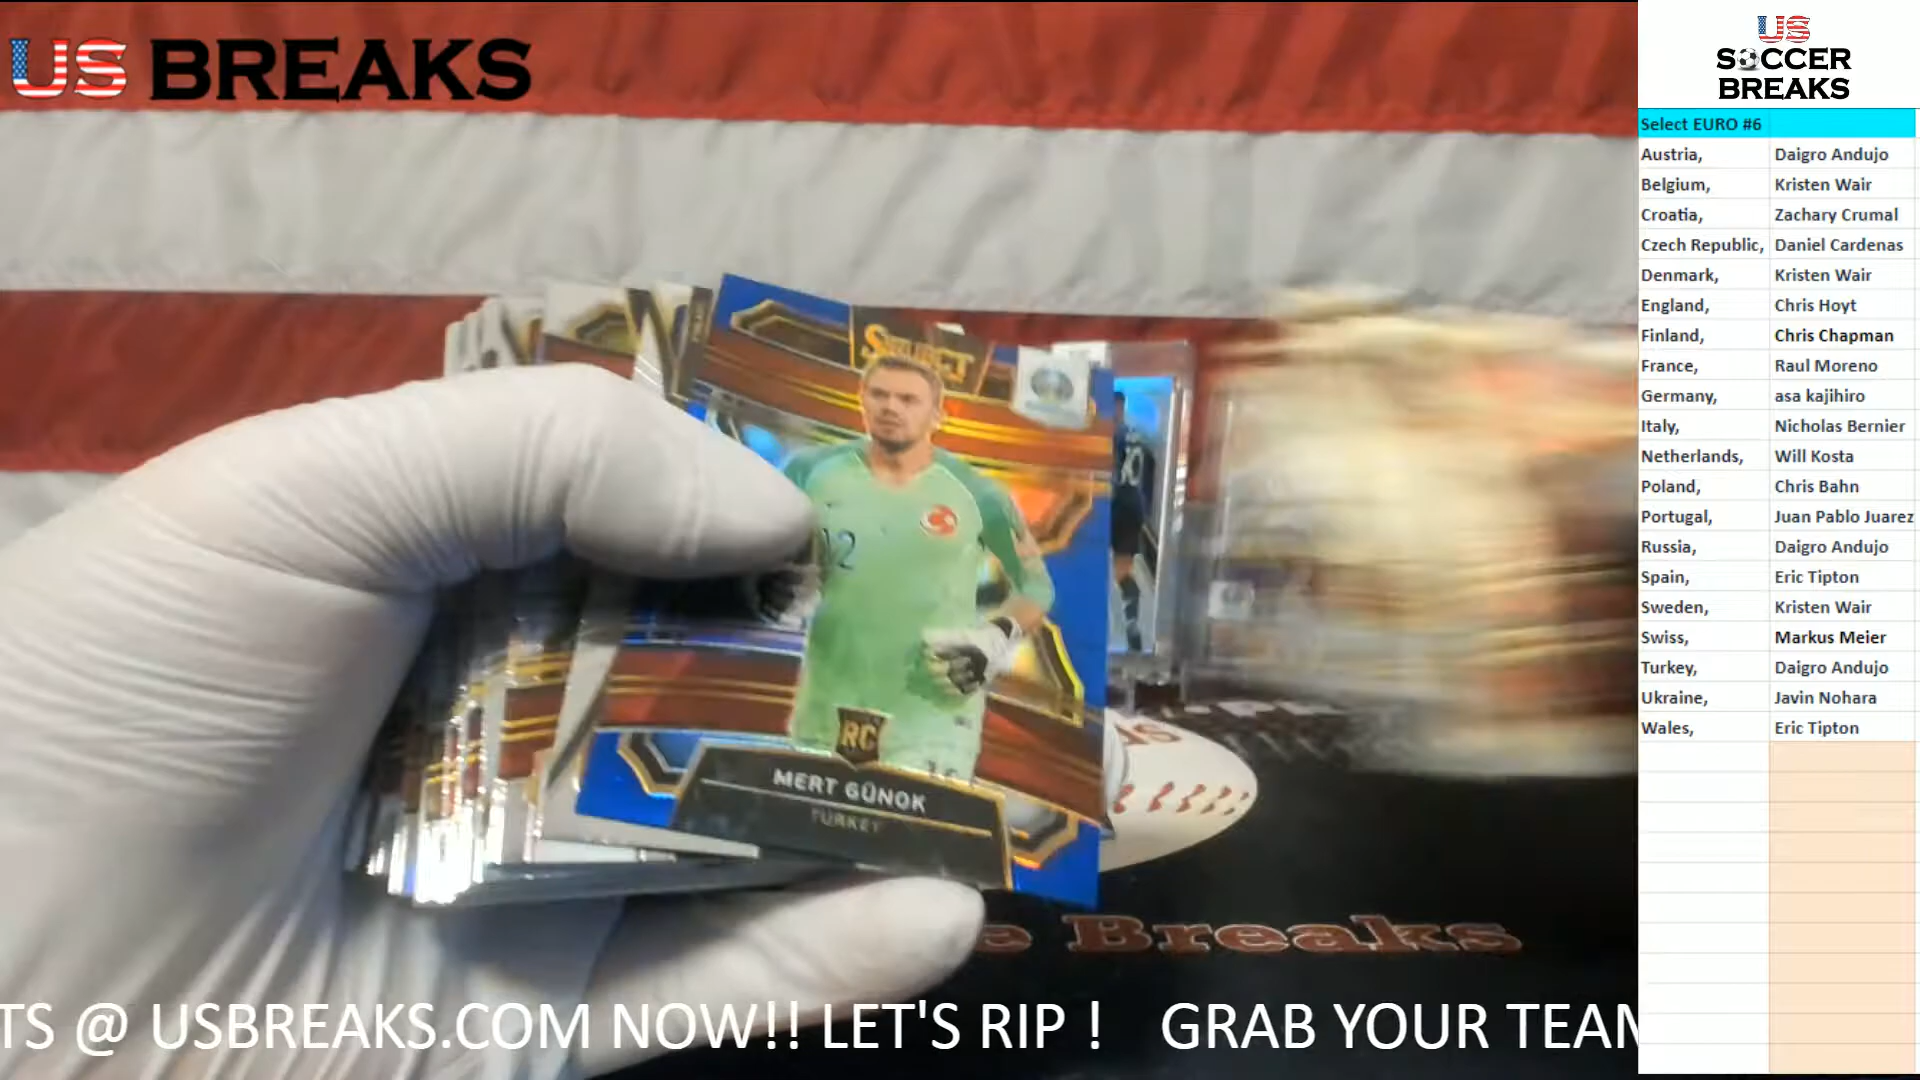 US BREAKS
US
SOCCER
BREAKS
Select EURO #6
Austria, Daigro Andujo
Belgium, Kristen Wair
Croatia, Zachary Crumal
Czech Republic, Daniel Cardenas
Denmark, Kristen Wair
England, Chris Hoyt
Finland, Chris Chapman
France, Raul Moreno
Germany, asa kajihiro
Italy, Nicholas Bernier
Netherlands, Will Kosta
Poland, Chris Bahn
Portugal, Juan Pablo Juarez
Russia, Daigro Andujo
Spain, Eric Tipton
Sweden, Kristen Wair
Swiss, Markus Meier
Turkey, Daigro Andujo
Ukraine, Javin Nohara
Wales, Eric Tipton
SELECT
12
10
RC
MERT GÜNOK
TURKEY
Breaks
TS @ USBREAKS.COM NOW!! LET'S RIP ! GRAB YOUR TEAM